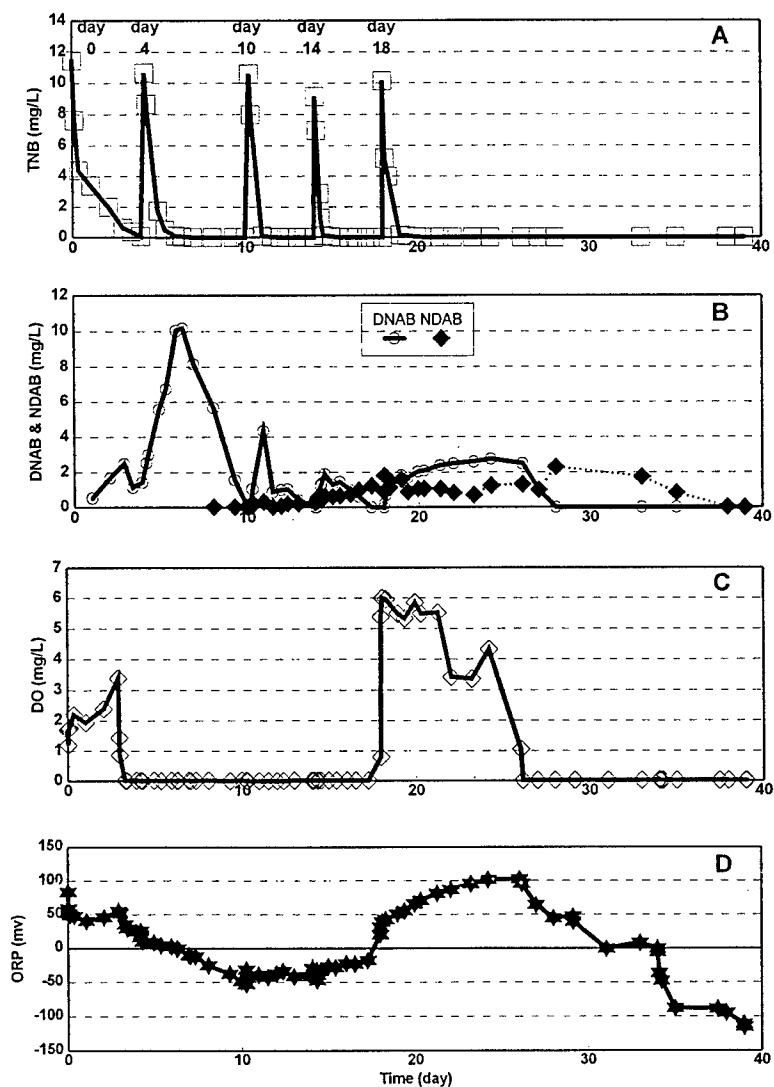 day day day day day
0 4 10 14 18
A
14
12
10
8
6
4
2
0
TNB (mg/L)
0 10 20 30 40
B
DNAB NDAB
12
10
8
6
4
2
0
DNAB & NDAB (mg/L)
0 10 20 30 40
C
7
6
5
4
3
2
1
0
DO (mg/L)
0 10 20 30 40
D
150
100
50
0
-50
-100
-150
ORP (mv)
0 10 20 30 40
Time (day)